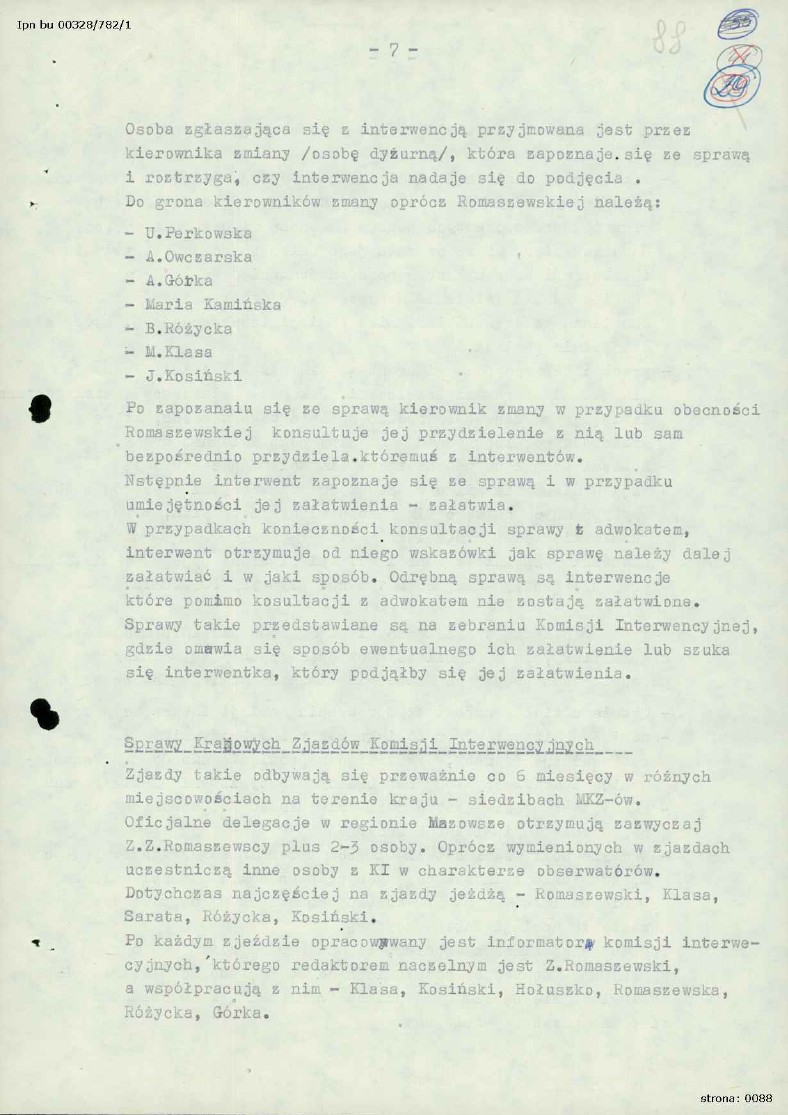 Ipn bu 00328/782/1
88
- 7 -
29
Osoba zgłaszająca się z interwencją przyjmowana jest przez
kierownika zmiany /osobę dyżurną/, która zapoznaje.się ze sprawą
i roztrzyga, czy interwencja nadaje się do podjęcia .
Do grona kierowników zmany oprócz Romaszewskiej należą:
- U.Perkowska
- A.Owczarska
- A.Górka
- Maria Kamińska
- B.Różycka
- M.Klasa
- J.Kosiński
Po zapozanaiu się ze sprawą kierownik zmany w przypadku obecności
Romaszewskiej konsultuje jej przydzielenie z nią lub sam
bezpośrednio przydziela.któremuś z interwentów.
Nstępnie interwent zapoznaje się ze sprawą i w przypadku
umiejętności jej załatwienia - załatwia.
W przypadkach konieczności konsultacji sprawy z adwokatem,
interwent otrzymuje od niego wskazówki jak sprawę należy dalej
załatwiać i w jaki sposób. Odrębną sprawą są interwencje
które pomimo kosultacji z adwokatem nie zostają załatwione.
Sprawy takie przedstawiane są na zebraniu Komisji Interwencyjnej,
gdzie omawia się sposób ewentualnego ich załatwienie lub szuka
się interwentka, który podjąłby się jej załatwienia.
Sprawy Krajowych Zjazdów Komisji Interwencyjnych
Zjazdy takie odbywają się przeważnie co 6 miesięcy w różnych
miejscowościach na terenie kraju - siedzibach MKZ-ów.
Oficjalne delegacje w regionie Mazowsze otrzymują zazwyczaj
Z.Z.Romaszewscy plus 2-3 osoby. Oprócz wymienionych w zjazdach
uczestniczą inne osoby z KI w charakterze obserwatórów.
Dotychczas najczęściej na zjazdy jeżdżą - Romaszewski, Klasa,
Sarata, Różycka, Kosiński.
Po każdym zjeździe opracowywany jest informator komisji interwe-
cyjnych, którego redaktorem naczelnym jest Z.Romaszewski,
a współpracują z nim - Klasa, Kosiński, Hołuszko, Romaszewska,
Różycka, Górka.
strona: 0088